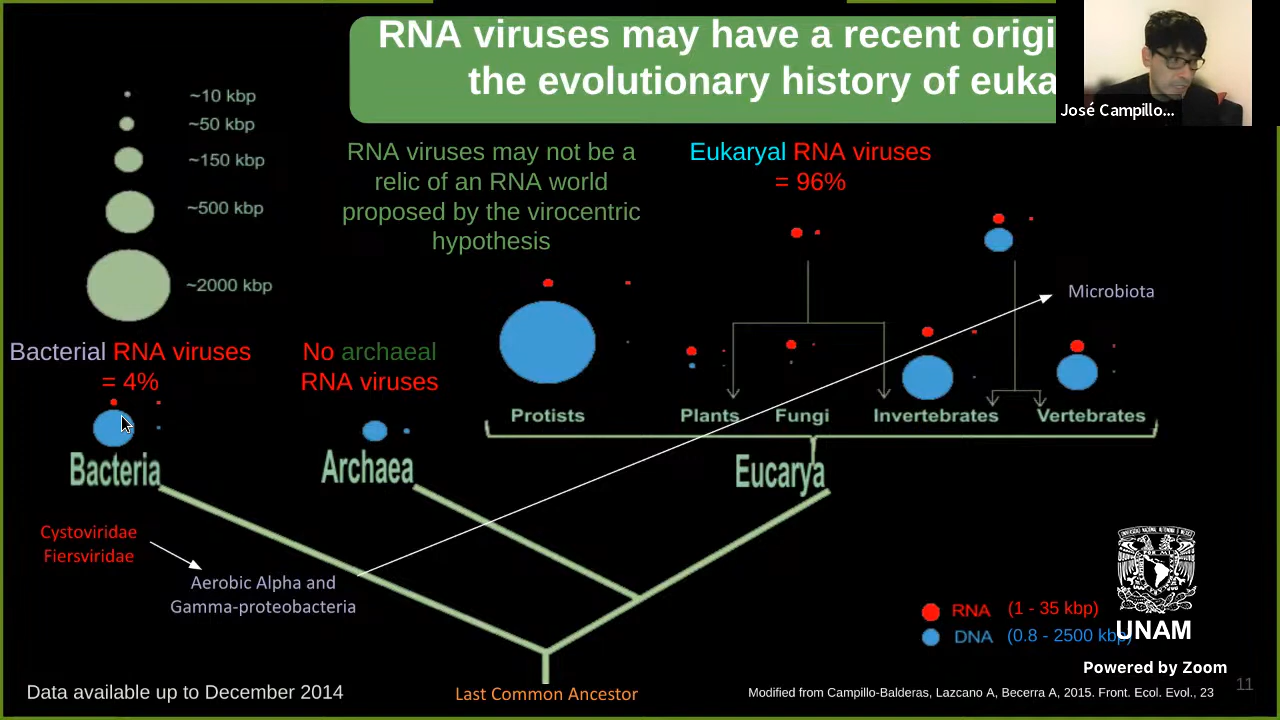 RNA viruses may have a recent origi
the evolutionary history of euka
José Campillo...
~10 kbp
~50 kbp
~150 kbp
~500 kbp
~2000 kbp
RNA viruses may not be a
relic of an RNA world
proposed by the virocentric
hypothesis
Eukaryal RNA viruses
= 96%
Microbiota
Bacterial RNA viruses
= 4%
No archaeal
RNA viruses
Protists
Plants
Fungi
Invertebrates
Vertebrates
Bacteria
Archaea
Eucarya
Cystoviridae
Fiersviridae
Aerobic Alpha and
Gamma-proteobacteria
RNA (1 - 35 kbp)
DNA (0.8 - 2500 kbp)
UNAM
Powered by Zoom
Data available up to December 2014
Last Common Ancestor
Modified from Campillo-Balderas, Lazcano A, Becerra A, 2015. Front. Ecol. Evol., 23
11